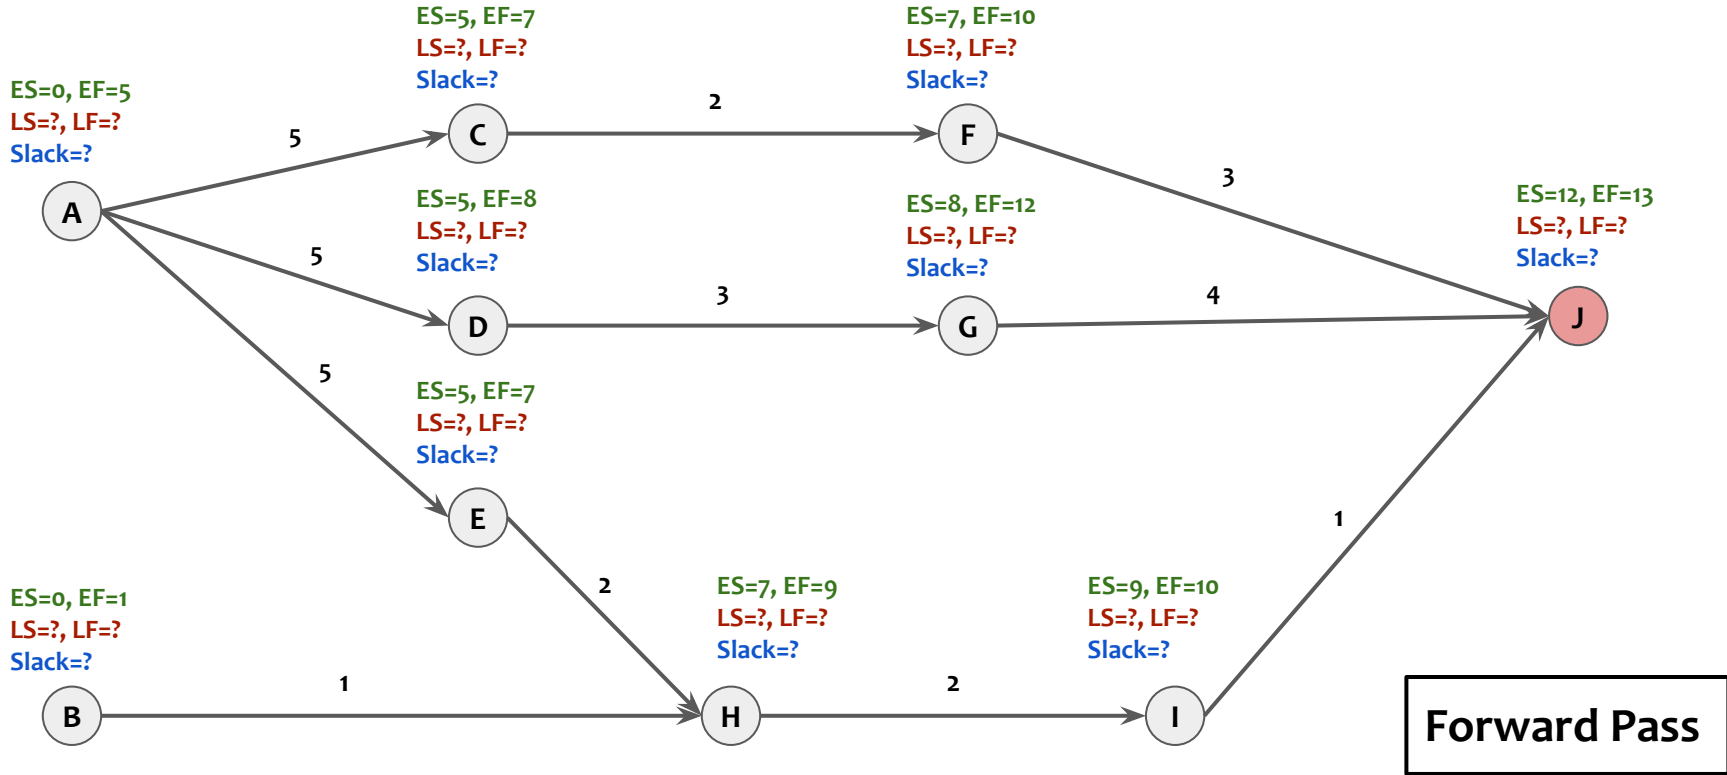 ES=5, EF=7
LS=?, LF=?
Slack=?
ES=7, EF=10
LS=?, LF=?
Slack=?
ES=0, EF=5
LS=?, LF=?
Slack=?
5
C
2
F
A
3
ES=5, EF=8
LS=?, LF=?
Slack=?
ES=8, EF=12
LS=?, LF=?
Slack=?
ES=12, EF=13
LS=?, LF=?
Slack=?
5
D
3
G
4
J
5
ES=5, EF=7
LS=?, LF=?
Slack=?
E
2
1
ES=0, EF=1
LS=?, LF=?
Slack=?
ES=7, EF=9
LS=?, LF=?
Slack=?
ES=9, EF=10
LS=?, LF=?
Slack=?
B
1
H
2
I
Forward Pass